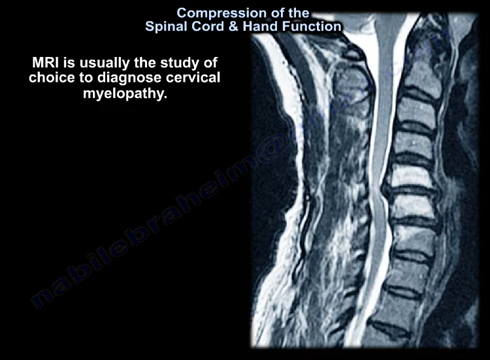 Compression of the
Spinal Cord & Hand Function
MRI is usually the study of
choice to diagnose cervical
myelopathy.